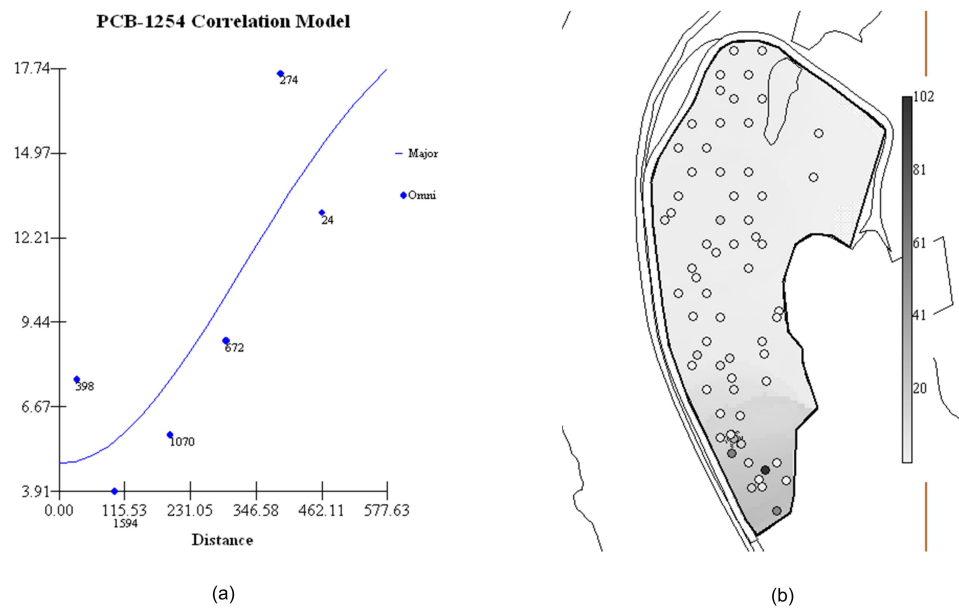 PCB-1254 Correlation Model
17.74
14.97
12.21
9.44
6.67
3.91
274
24
672
398
1070
1594
Major
Omni
0.00 115.53 231.05 346.58 462.11 577.63
Distance
(a)
102
81
61
41
20
(b)